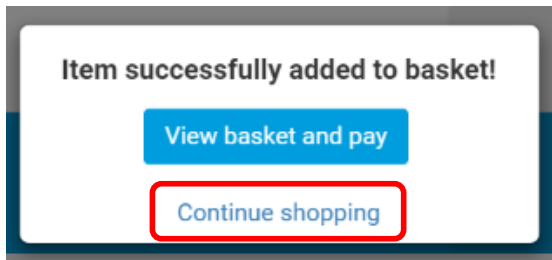 Item successfully added to basket!
View basket and pay
Continue shopping